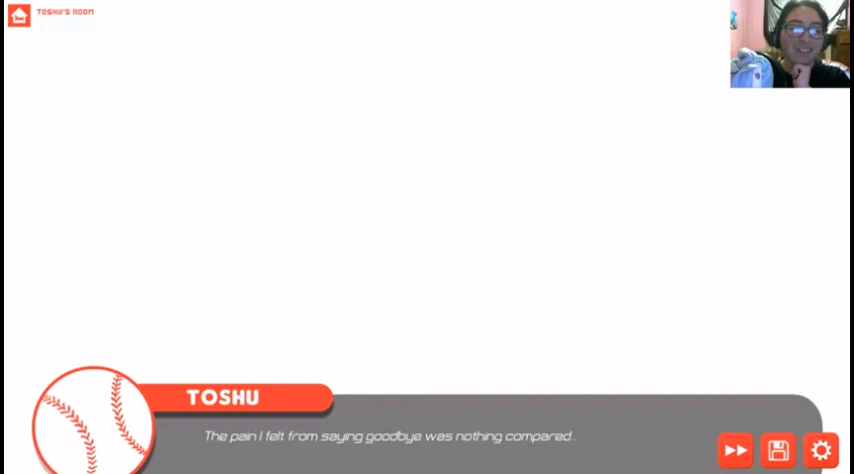 TOSHU'S ROOM
TOSHU
The pain I felt from saying goodbye was nothing compared...